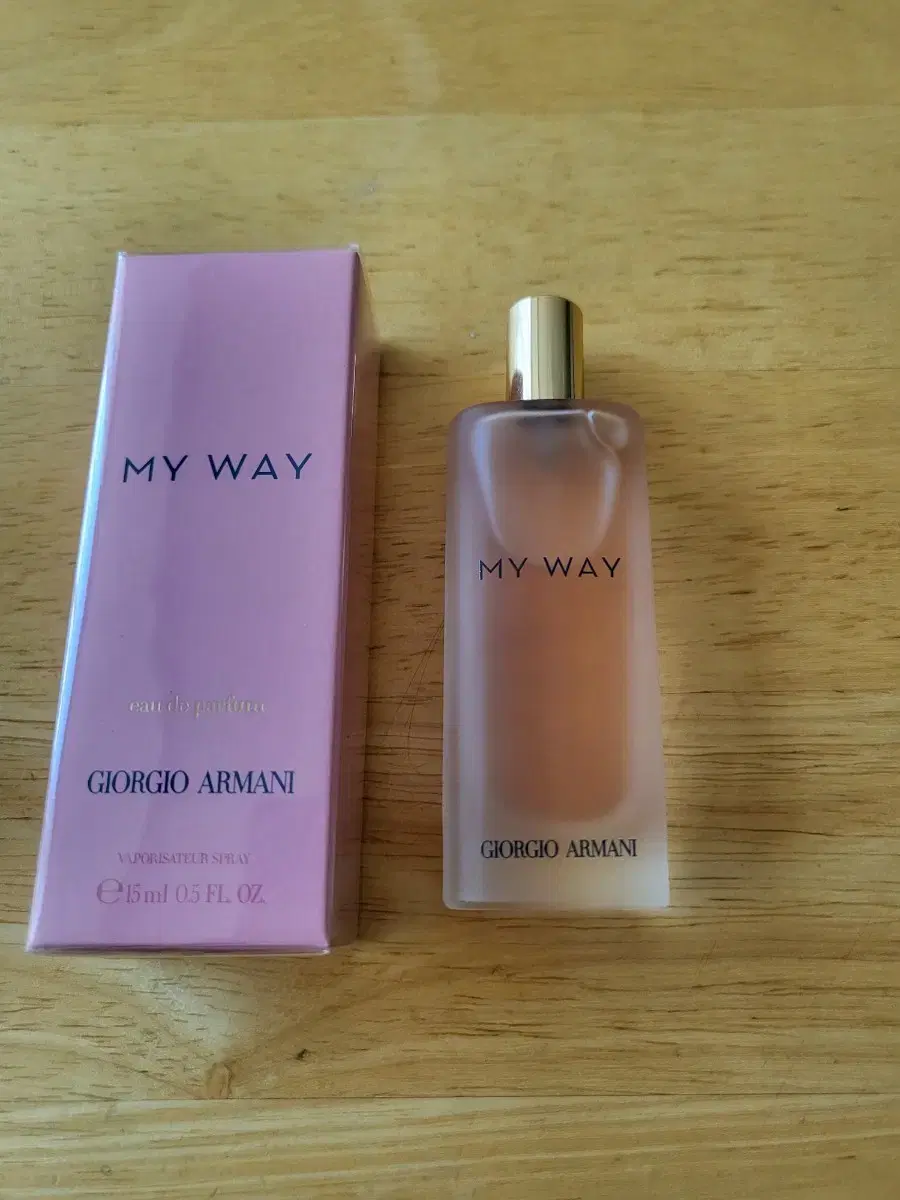 MY WAY
eau de parfum
GIORGIO ARMANI
VAPORISATEUR SPRAY
℮ 15 ml 0.5 FL. OZ.
MY WAY
GIORGIO ARMANI